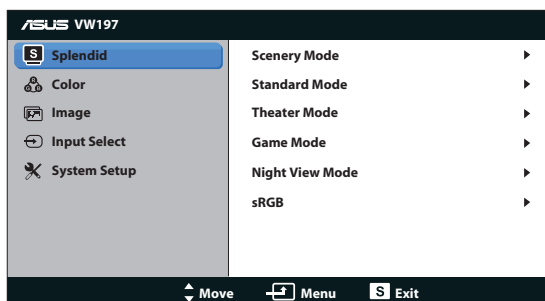 ASUS VW197
S Splendid
Color
Image
Input Select
System Setup
Scenery Mode
Standard Mode
Theater Mode
Game Mode
Night View Mode
sRGB
Move Menu S Exit